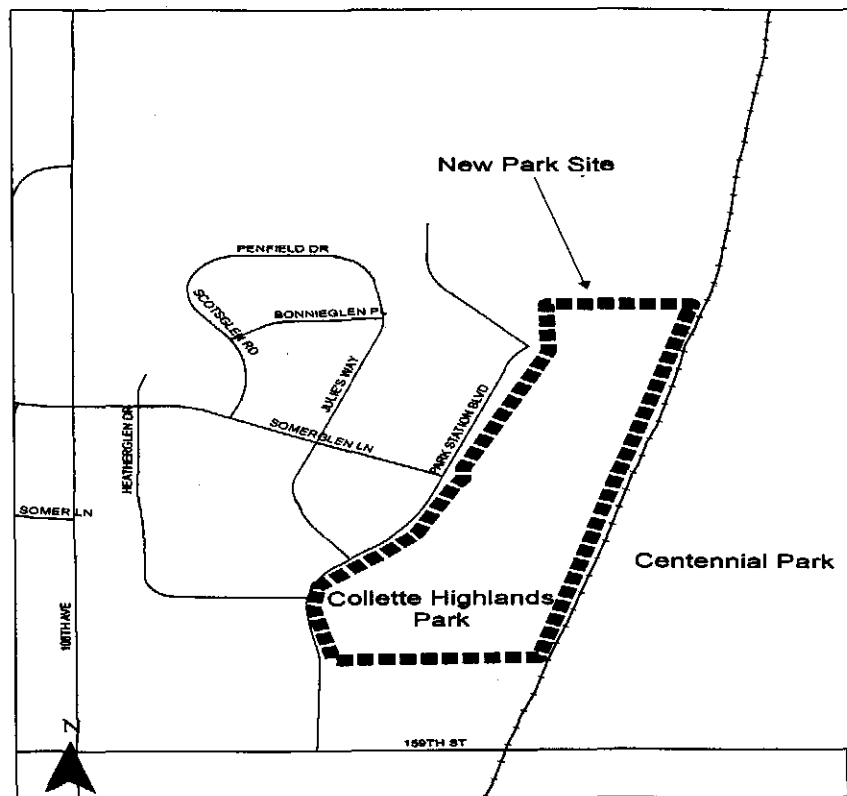 New Park Site
PENFIELD DR
SCOTSGLEN RD
BONNIEGLEN PL
JULIE'S WAY
PARK STATION BLVD
HEATHERGLEN DR
SOMERGLEN LN
SOMER LN
Centennial Park
Collette Highlands
Park
108TH AVE
159TH ST
Z